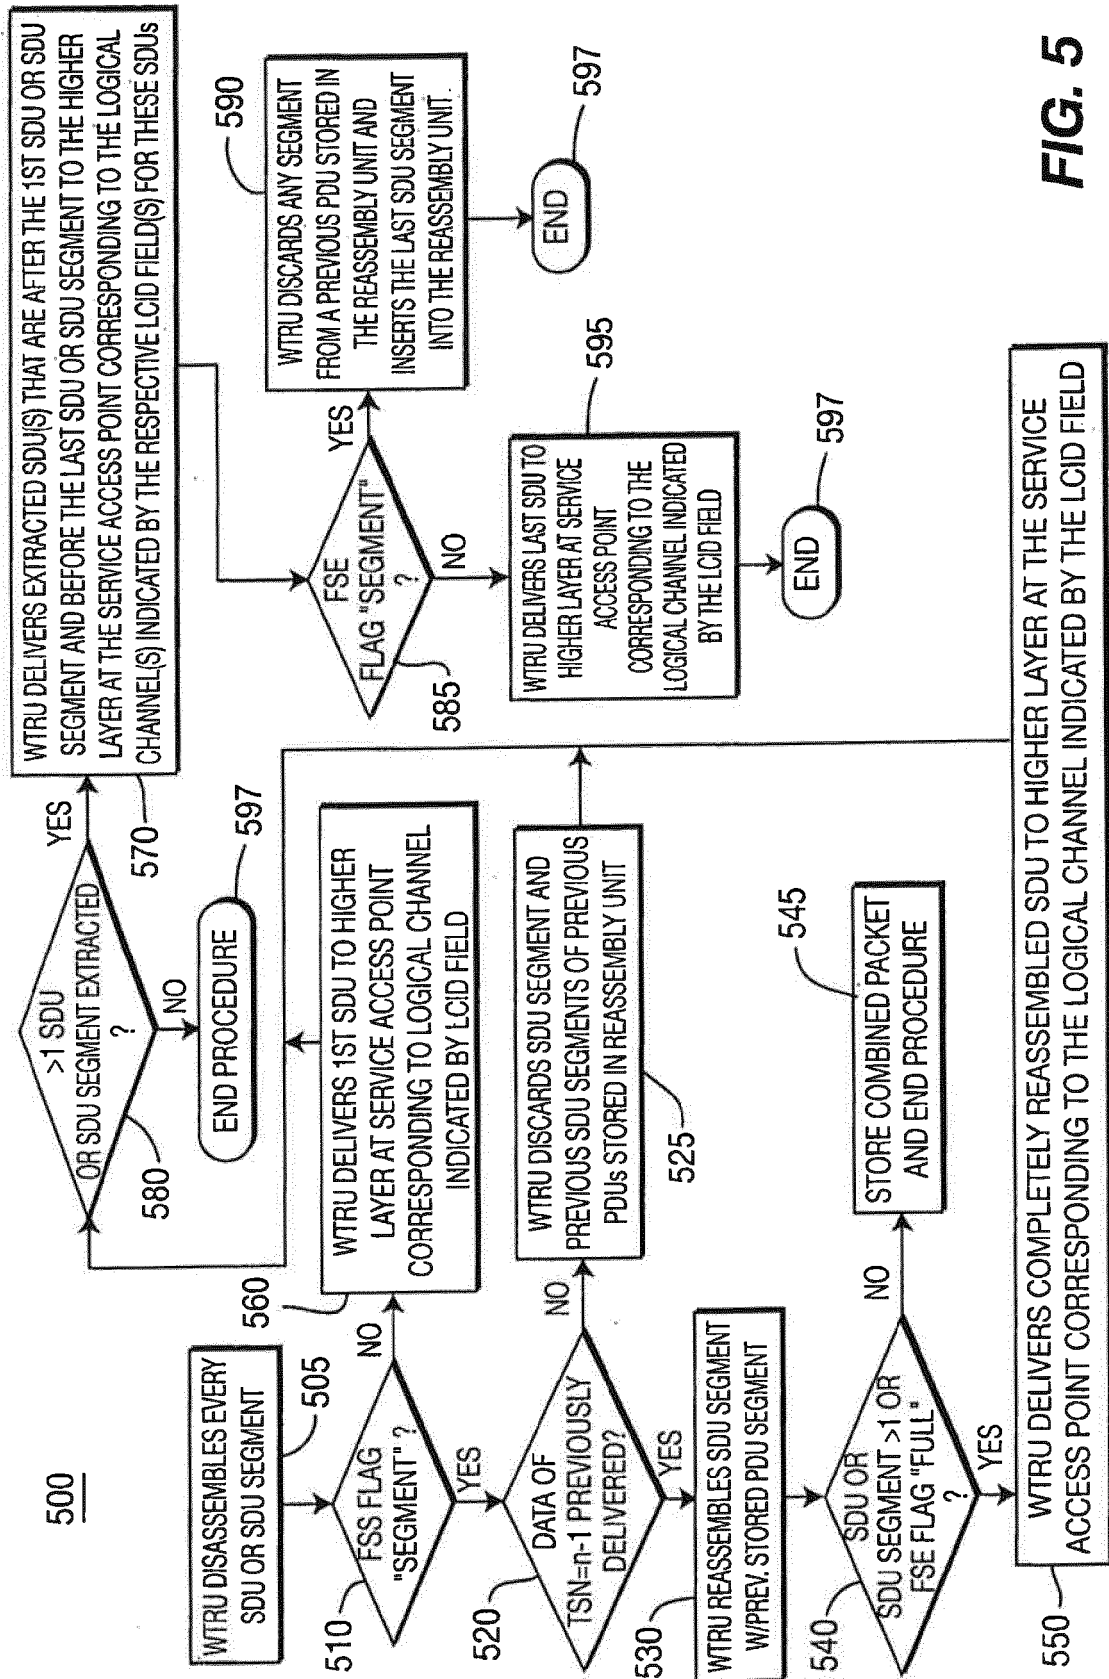 500
WTRU DISASSEMBLES EVERY
SDU OR SDU SEGMENT
505
510
FSS FLAG
"SEGMENT" ?
NO
YES
560
WTRU DELIVERS 1ST SDU TO HIGHER
LAYER AT SERVICE ACCESS POINT
CORRESPONDING TO LOGICAL CHANNEL
INDICATED BY LCID FIELD
520
DATA OF
TSN=n-1 PREVIOUSLY
DELIVERED?
NO
YES
WTRU DISCARDS SDU SEGMENT AND
PREVIOUS SDU SEGMENTS OF PREVIOUS
PDUs STORED IN REASSEMBLY UNIT
525
530
WTRU REASSEMBLES SDU SEGMENT
W/PREV. STORED PDU SEGMENT
540
SDU OR
SDU SEGMENT >1 OR
FSE FLAG "FULL"
?
NO
YES
STORE COMBINED PACKET
AND END PROCEDURE
545
550
WTRU DELIVERS COMPLETELY REASSEMBLED SDU TO HIGHER LAYER AT THE SERVICE
ACCESS POINT CORRESPONDING TO THE LOGICAL CHANNEL INDICATED BY THE LCID FIELD
>1 SDU
OR SDU SEGMENT EXTRACTED
?
580
YES
NO
END PROCEDURE
597
570
WTRU DELIVERS EXTRACTED SDU(S) THAT ARE AFTER THE 1ST SDU OR SDU
SEGMENT AND BEFORE THE LAST SDU OR SDU SEGMENT TO THE HIGHER
LAYER AT THE SERVICE ACCESS POINT CORRESPONDING TO THE LOGICAL
CHANNEL(S) INDICATED BY THE RESPECTIVE LCID FIELD(S) FOR THESE SDUs
FSE
FLAG "SEGMENT"
?
585
YES
NO
590
WTRU DISCARDS ANY SEGMENT
FROM A PREVIOUS PDU STORED IN
THE REASSEMBLY UNIT AND
INSERTS THE LAST SDU SEGMENT
INTO THE REASSEMBLY UNIT.
END
597
WTRU DELIVERS LAST SDU TO
HIGHER LAYER AT SERVICE
ACCESS POINT
CORRESPONDING TO THE
LOGICAL CHANNEL INDICATED
BY THE LCID FIELD
595
END
597
FIG. 5